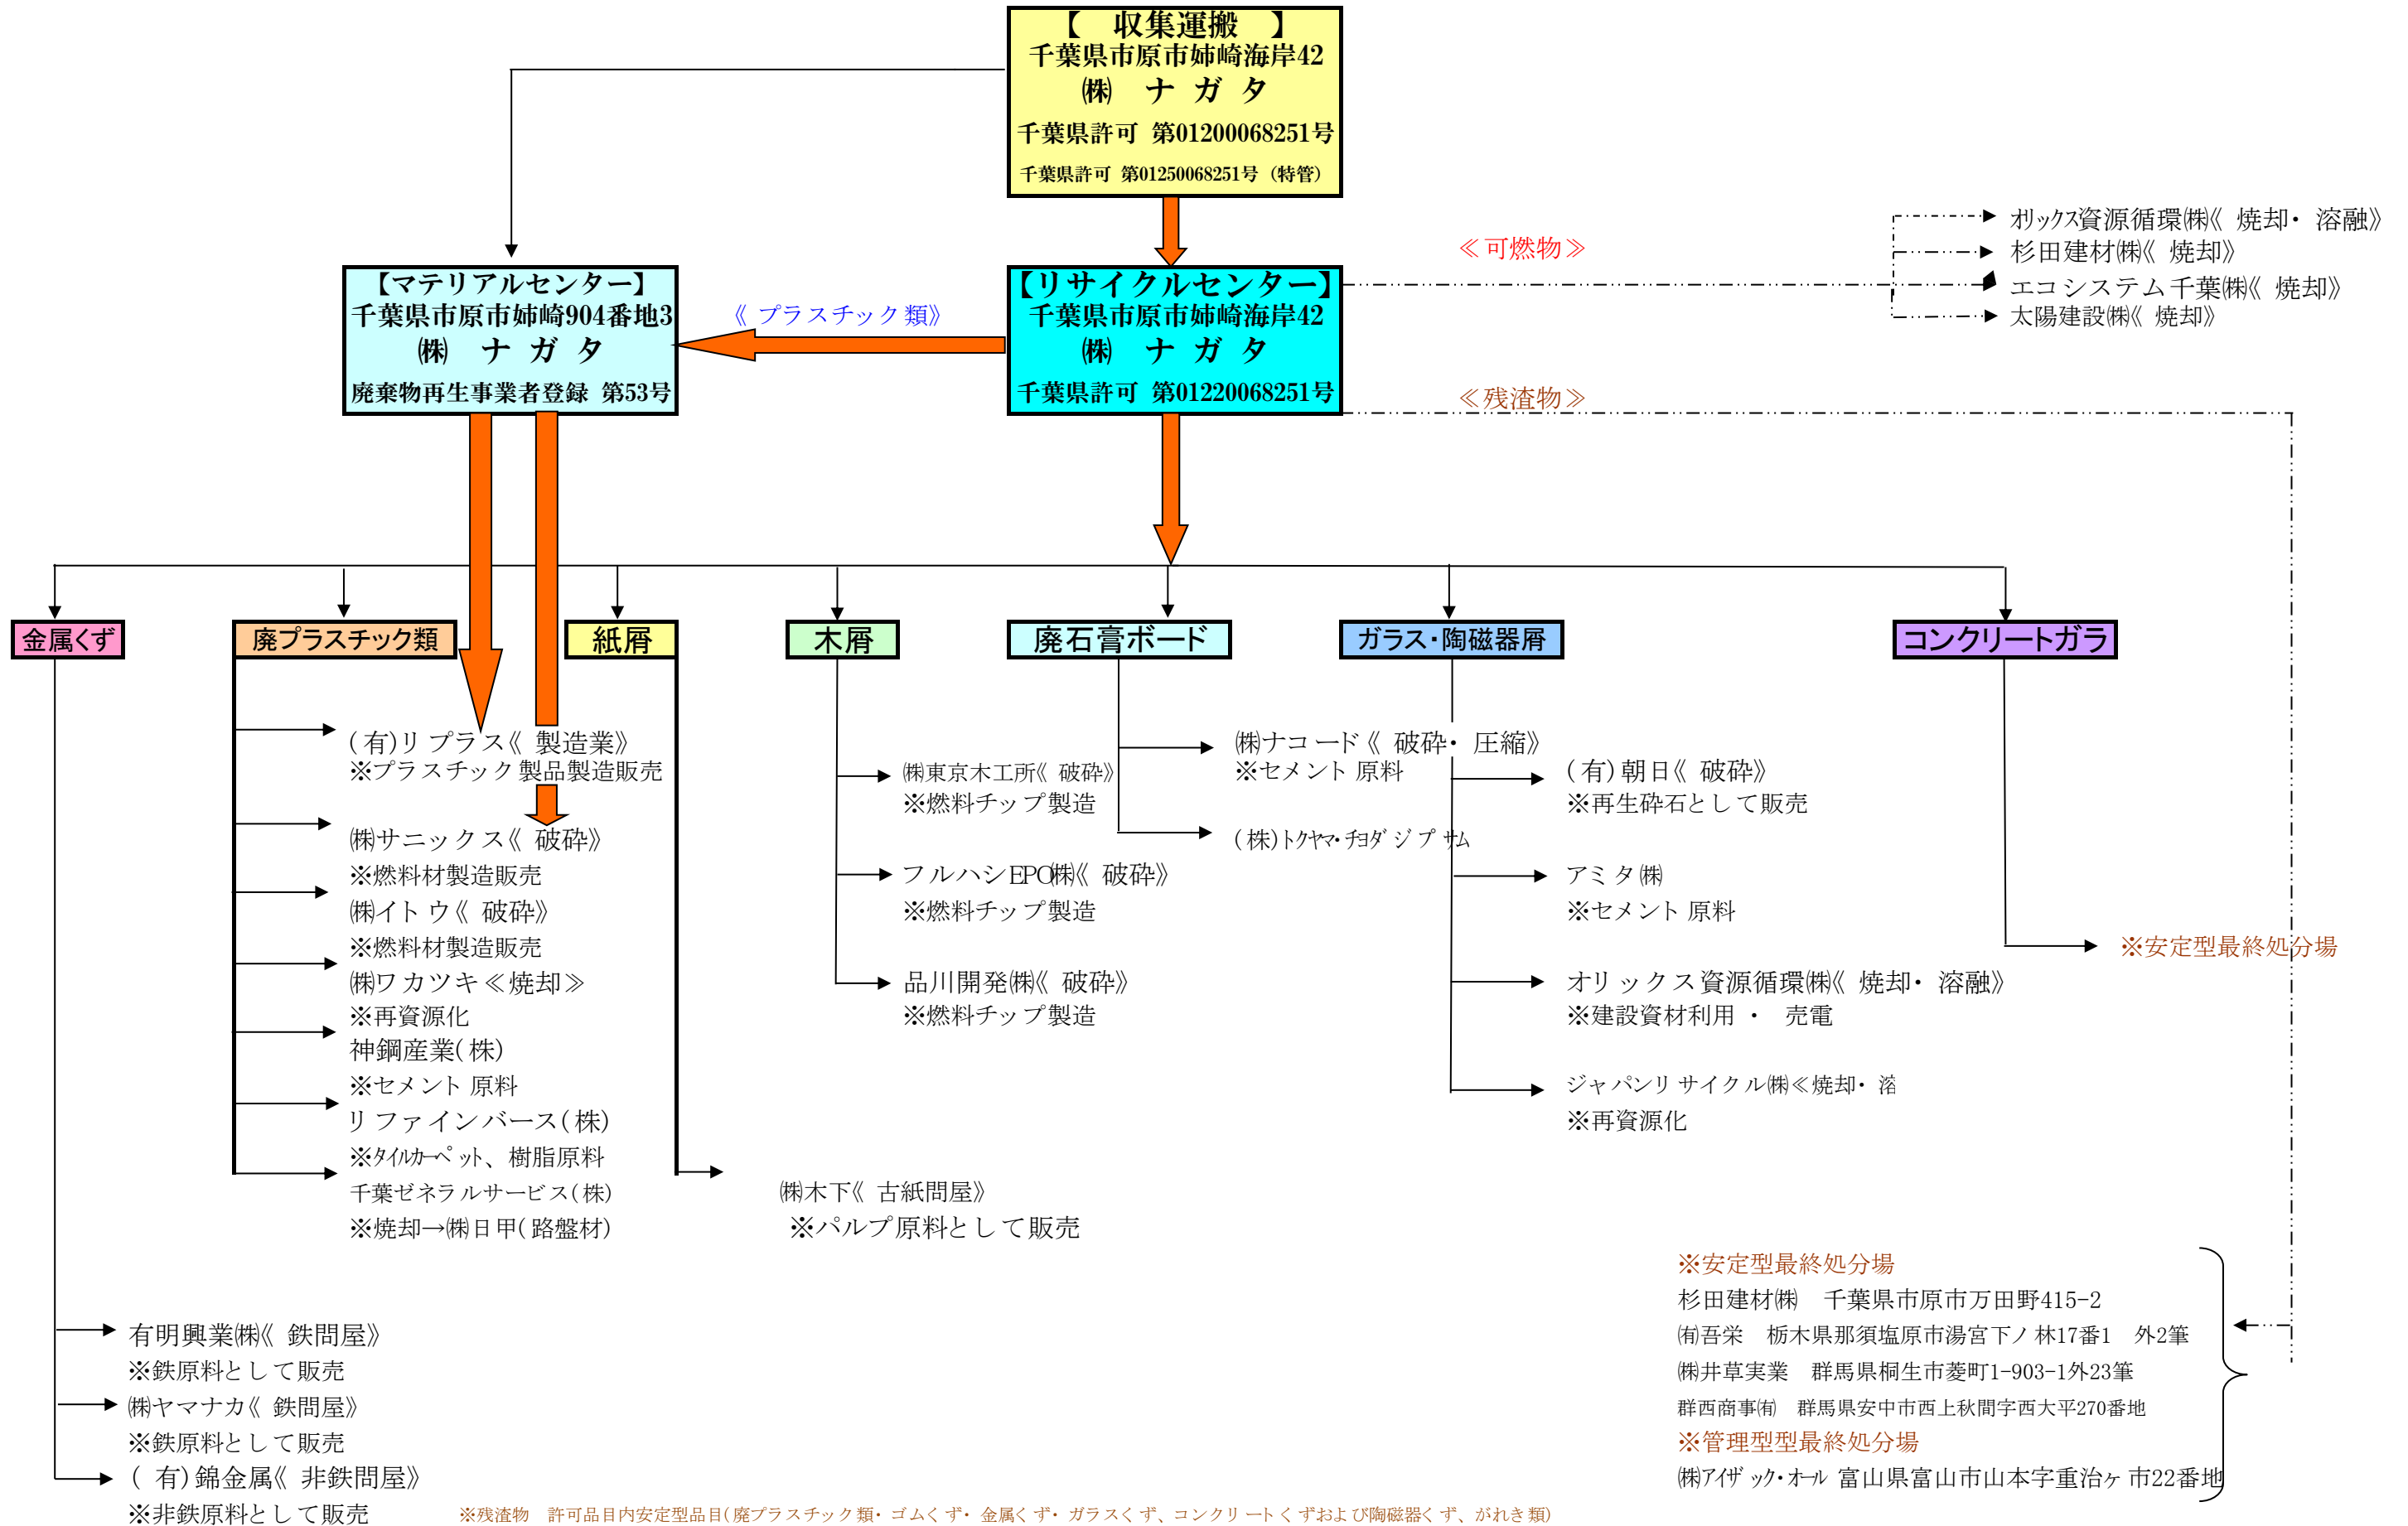 【　収集運搬　】
千葉県市原市姉崎海岸42
㈱　ナ ガ タ
千葉県許可 第01200068251号
千葉県許可 第01250068251号（特管）
【マテリアルセンター】
千葉県市原市姉崎904番地3
㈱　ナ ガ タ
廃棄物再生事業者登録 第53号
《プラスチック類》
【リサイクルセンター】
千葉県市原市姉崎海岸42
㈱　ナ ガ タ
千葉県許可 第01220068251号
≪可燃物≫
オリックス資源循環㈱《焼却・溶融》
杉田建材㈱《焼却》
エコシステム千葉㈱《焼却》
太陽建設㈱《焼却》
≪残渣物≫
金属くず
廃プラスチック類
紙屑
木屑
廃石膏ボード
ガラス・陶磁器屑
コンクリートガラ
(有)リプラス《製造業》
※プラスチック製品製造販売
㈱サニックス《破砕》
※燃料材製造販売
㈱イトウ《破砕》
※燃料材製造販売
㈱ワカツキ≪焼却≫
※再資源化
神鋼産業(株)
※セメント原料
リファインバース(株)
※タイルカーペット、樹脂原料
千葉ゼネラルサービス(株)
※焼却→㈱日甲(路盤材)
㈱木下《古紙問屋》
※パルプ原料として販売
㈱東京木工所《破砕》
※燃料チップ製造
フルハシEPO㈱《破砕》
※燃料チップ製造
品川開発㈱《破砕》
※燃料チップ製造
㈱ナコード《破砕・圧縮》
※セメント原料
(株)トクヤマ・チヨダジプサム
(有)朝日《破砕》
※再生砕石として販売
アミタ㈱
※セメント原料
オリックス資源循環㈱《焼却・溶融》
※建設資材利用 ・ 売電
ジャパンリサイクル㈱≪焼却・溶
※再資源化
※安定型最終処分場
有明興業㈱《鉄問屋》
※鉄原料として販売
㈱ヤマナカ《鉄問屋》
※鉄原料として販売
(有)錦金属《非鉄問屋》
※非鉄原料として販売
※安定型最終処分場
杉田建材㈱　千葉県市原市万田野415-2
㈲吾栄　栃木県那須塩原市湯宮下ノ林17番1　外2筆
㈱井草実業　群馬県桐生市菱町1-903-1外23筆
群西商事㈲　群馬県安中市西上秋間字西大平270番地
※管理型型最終処分場
㈱アイザック・オール 富山県富山市山本字重治ヶ市22番地
※残渣物　許可品目内安定型品目(廃プラスチック類・ゴムくず・金属くず・ガラスくず、コンクリートくずおよび陶磁器くず、がれき類)